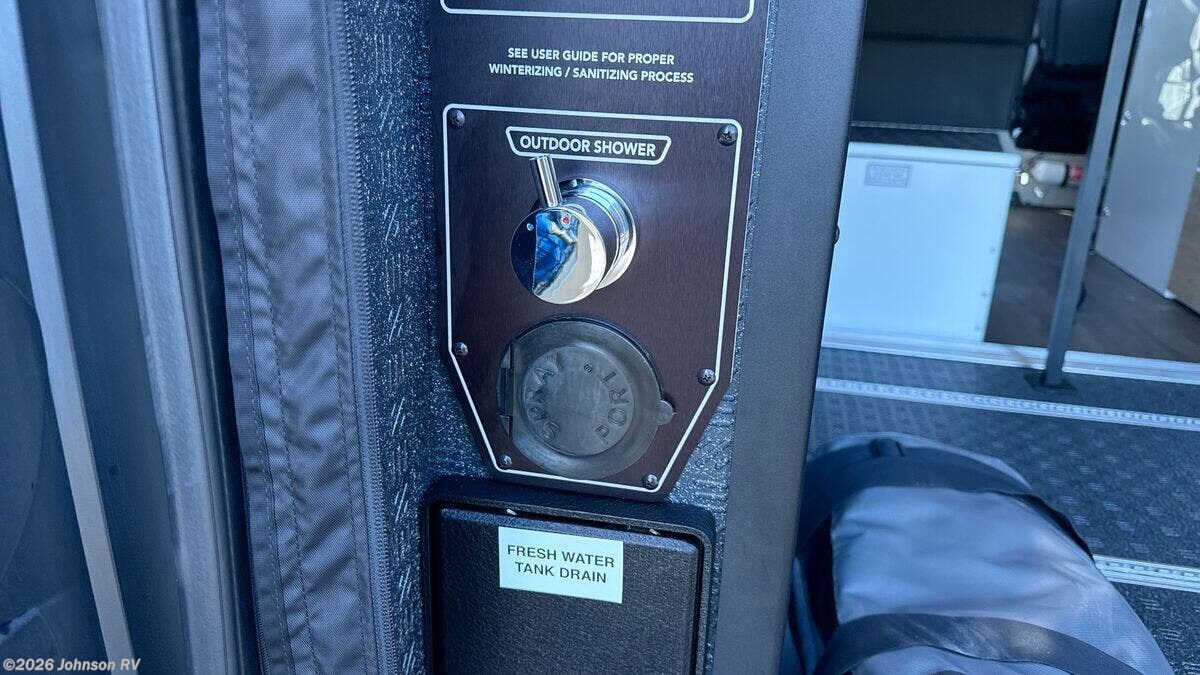 SEE USER GUIDE FOR PROPER
WINTERIZING / SANITIZING PROCESS
OUTDOOR SHOWER
SPRAY
PORT
FRESH WATER
TANK DRAIN
©2026 Johnson RV